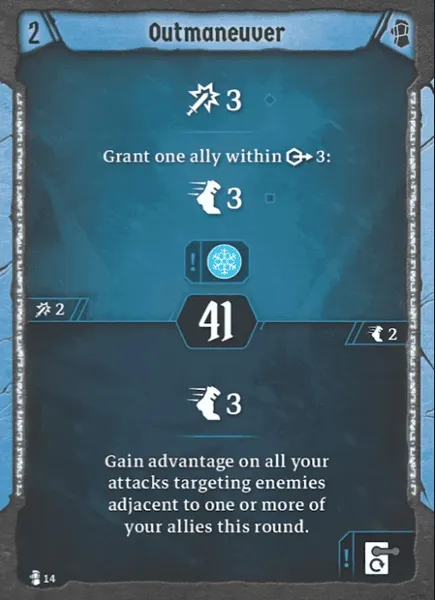 2
Outmaneuver
3
Grant one ally within 3:
3
!
2
41
2
3
Gain advantage on all your
attacks targeting enemies
adjacent to one or more of
your allies this round.
!
14